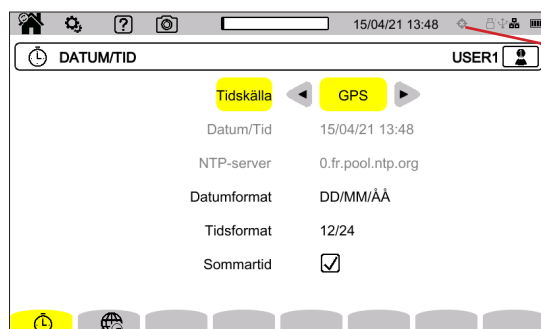 15/04/21 13:48
DATUM/TID USER1
Tidskälla GPS
Datum/Tid 15/04/21 13:48
NTP-server 0.fr.pool.ntp.org
Datumformat DD/MM/ÅÅ
Tidsformat 12/24
Sommartid